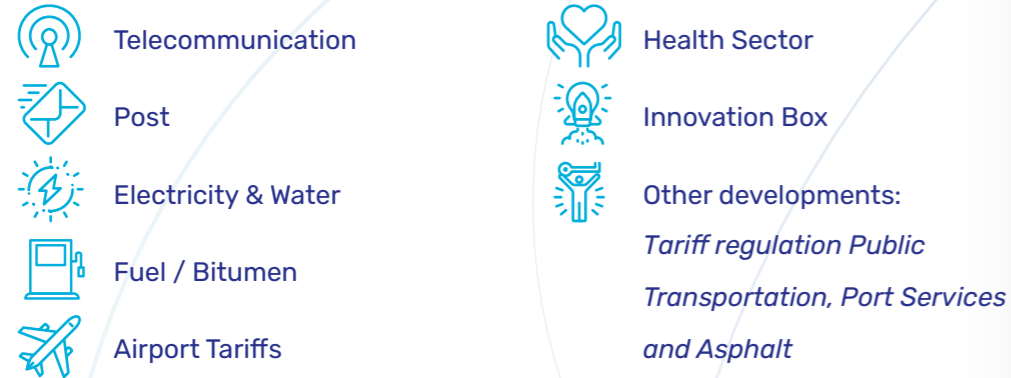 Telecommunication
Post
Electricity & Water
Fuel / Bitumen
Airport Tariffs
Health Sector
Innovation Box
Other developments:
Tariff regulation Public
Transportation, Port Services
and Asphalt